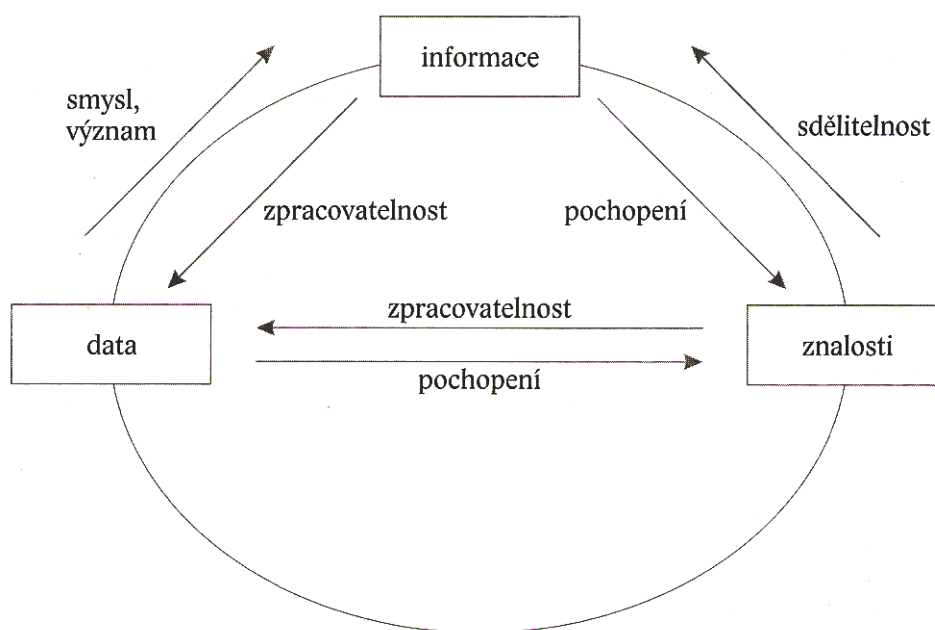 informace
smysl,
význam
sdělitelnost
zpracovatelnost
pochopení
zpracovatelnost
data
znalosti
pochopení